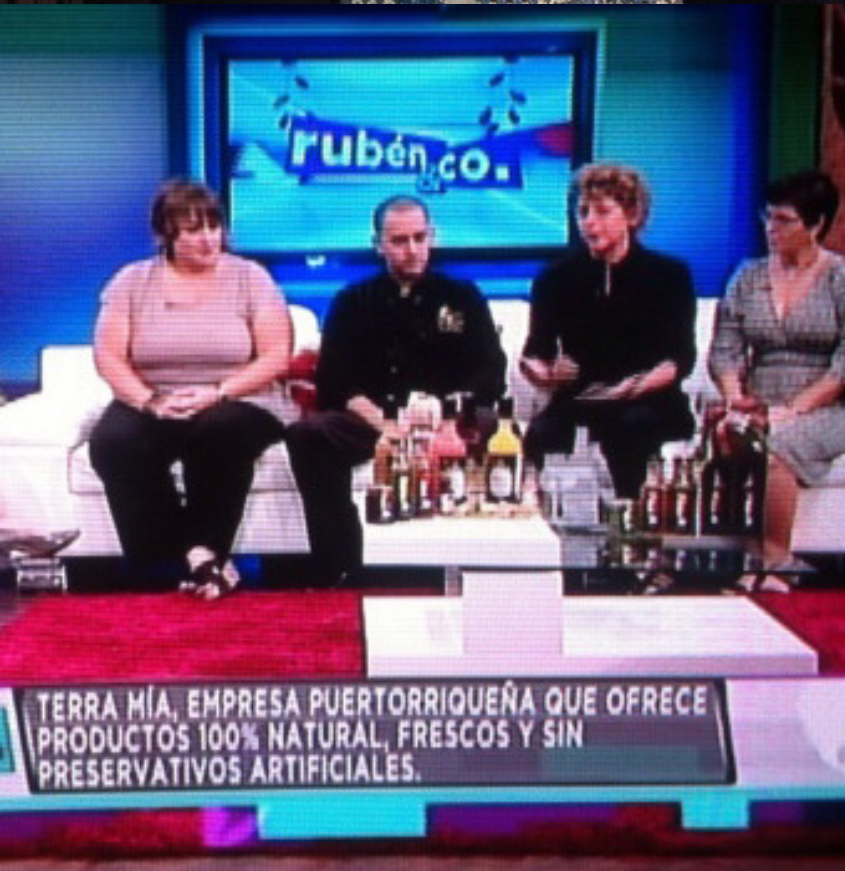 rubén & co.
TERRA MÍA, EMPRESA PUERTORRIQUEÑA QUE OFRECE
PRODUCTOS 100% NATURAL, FRESCOS Y SIN
PRESERVATIVOS ARTIFICIALES.